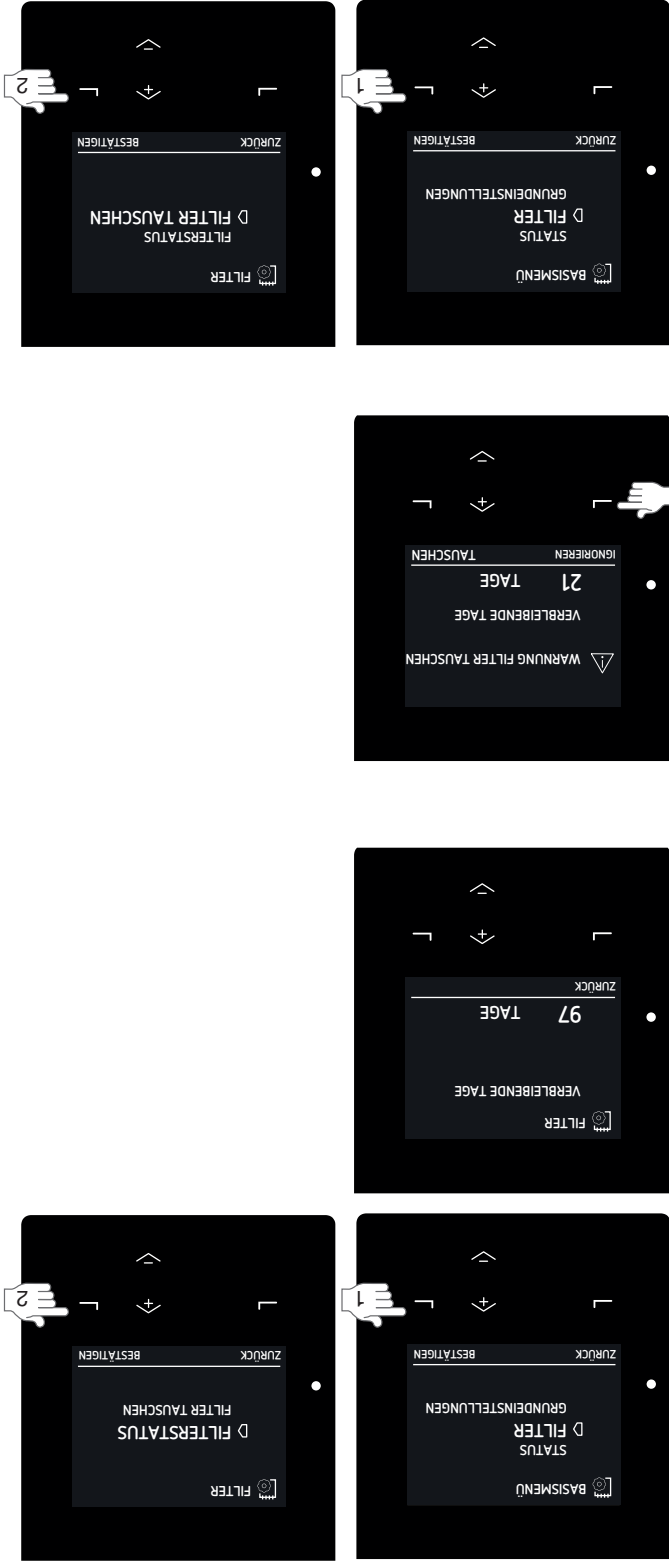 BASISMENÜ
STATUS
FILTER
GRUNDEINSTELLUNGEN
ZURÜCK BESTÄTIGEN
+ 1
−
FILTER
FILTERSTATUS
FILTER TAUSCHEN
ZURÜCK BESTÄTIGEN
+ 2
−
FILTER
VERBLEIBENDE TAGE
97 TAGE
ZURÜCK
+
−
WARNUNG FILTER TAUSCHEN
VERBLEIBENDE TAGE
21 TAGE
IGNORIEREN TAUSCHEN
+
−
BASISMENÜ
STATUS
FILTER
GRUNDEINSTELLUNGEN
ZURÜCK BESTÄTIGEN
+ 1
−
FILTER
FILTERSTATUS
FILTER TAUSCHEN
ZURÜCK BESTÄTIGEN
+ 2
−